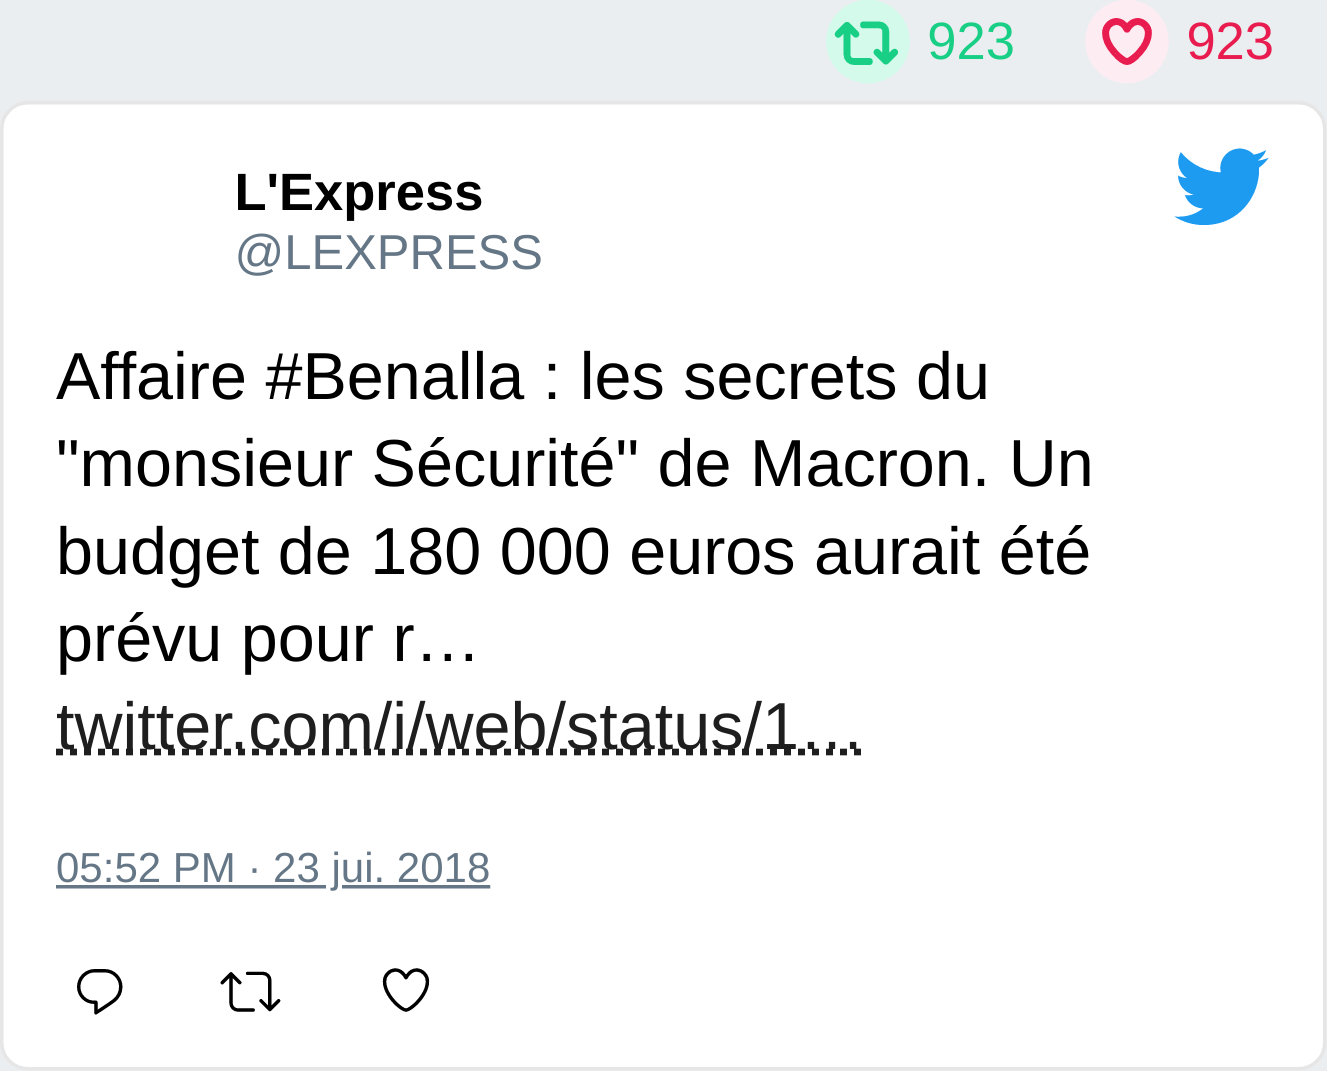 923 923
L'Express
@LEXPRESS
Affaire #Benalla : les secrets du
"monsieur Sécurité" de Macron. Un
budget de 180 000 euros aurait été
prévu pour r…
twitter.com/i/web/status/1…
05:52 PM · 23 jui. 2018